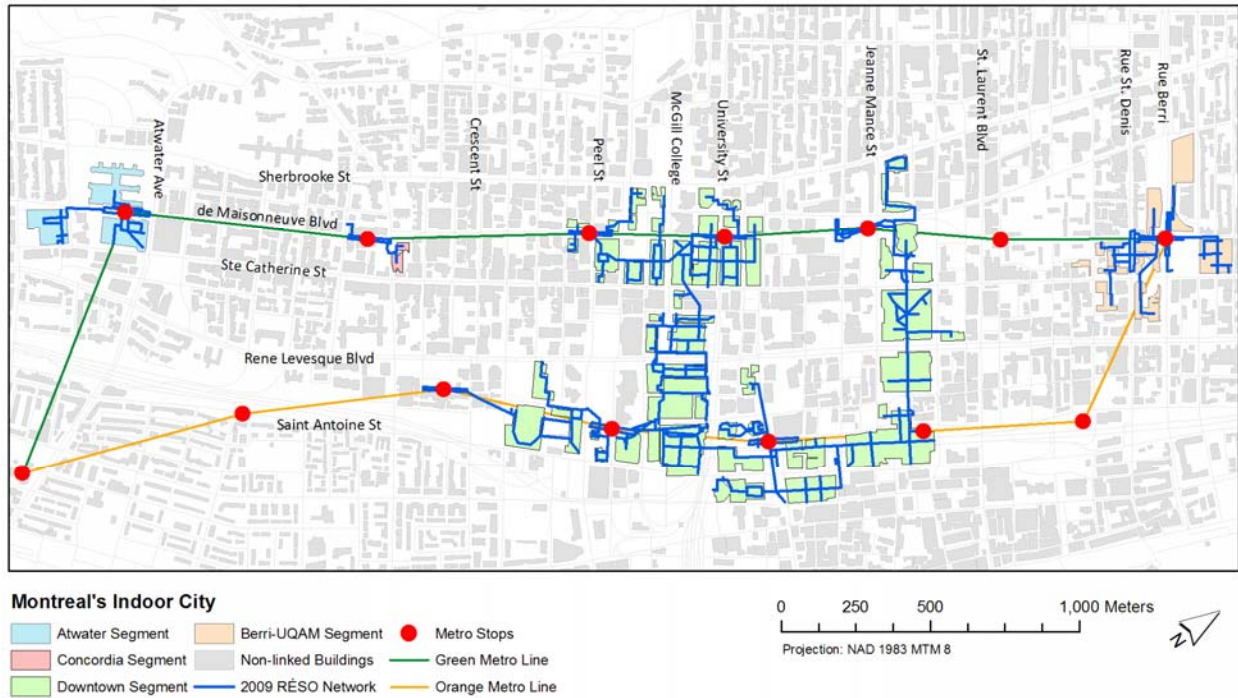 Atwater Ave
Sherbrooke St
de Maisonneuve Blvd
Ste Catherine St
Crescent St
Peel St
McGill College
University St
Jeanne Mance St
St. Laurent Blvd
Rue St. Denis
Rue Berri
Rene Levesque Blvd
Saint Antoine St
Montreal's Indoor City
Atwater Segment
Concordia Segment
Downtown Segment
Berri-UQAM Segment
Non-linked Buildings
2009 RÉSO Network
Metro Stops
Green Metro Line
Orange Metro Line
0 250 500 1,000 Meters
Projection: NAD 1983 MTM 8
N